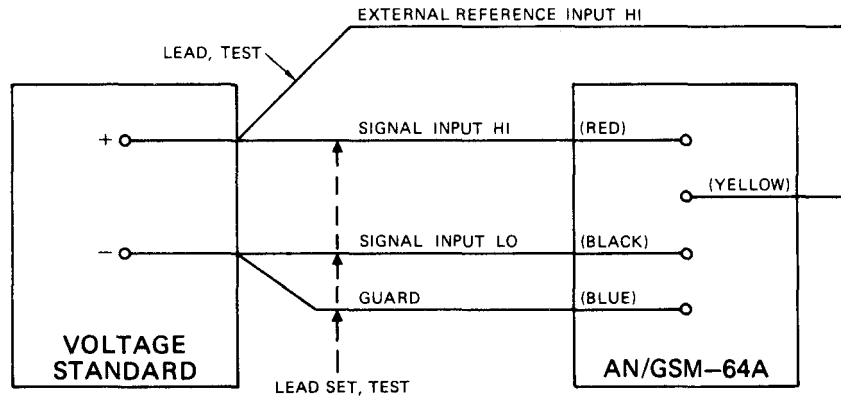 EXTERNAL REFERENCE INPUT HI
LEAD, TEST
+
SIGNAL INPUT HI
(RED)
(YELLOW)
−
SIGNAL INPUT LO
(BLACK)
GUARD
(BLUE)
VOLTAGE
STANDARD
AN/GSM–64A
LEAD SET, TEST